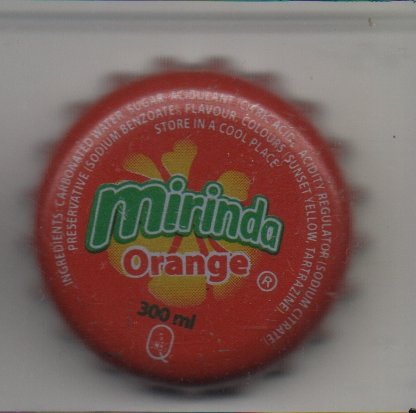 INGREDIENTS: CARBONATED WATER, SUGAR, ACIDULANT (CITRIC ACID), ACIDITY REGULATOR (SODIUM CITRATE),
PRESERVATIVE (SODIUM BENZOATE), FLAVOUR, COLOURS (SUNSET YELLOW, TARTRAZINE).
STORE IN A COOL PLACE
mirinda
Orange ®
300 ml